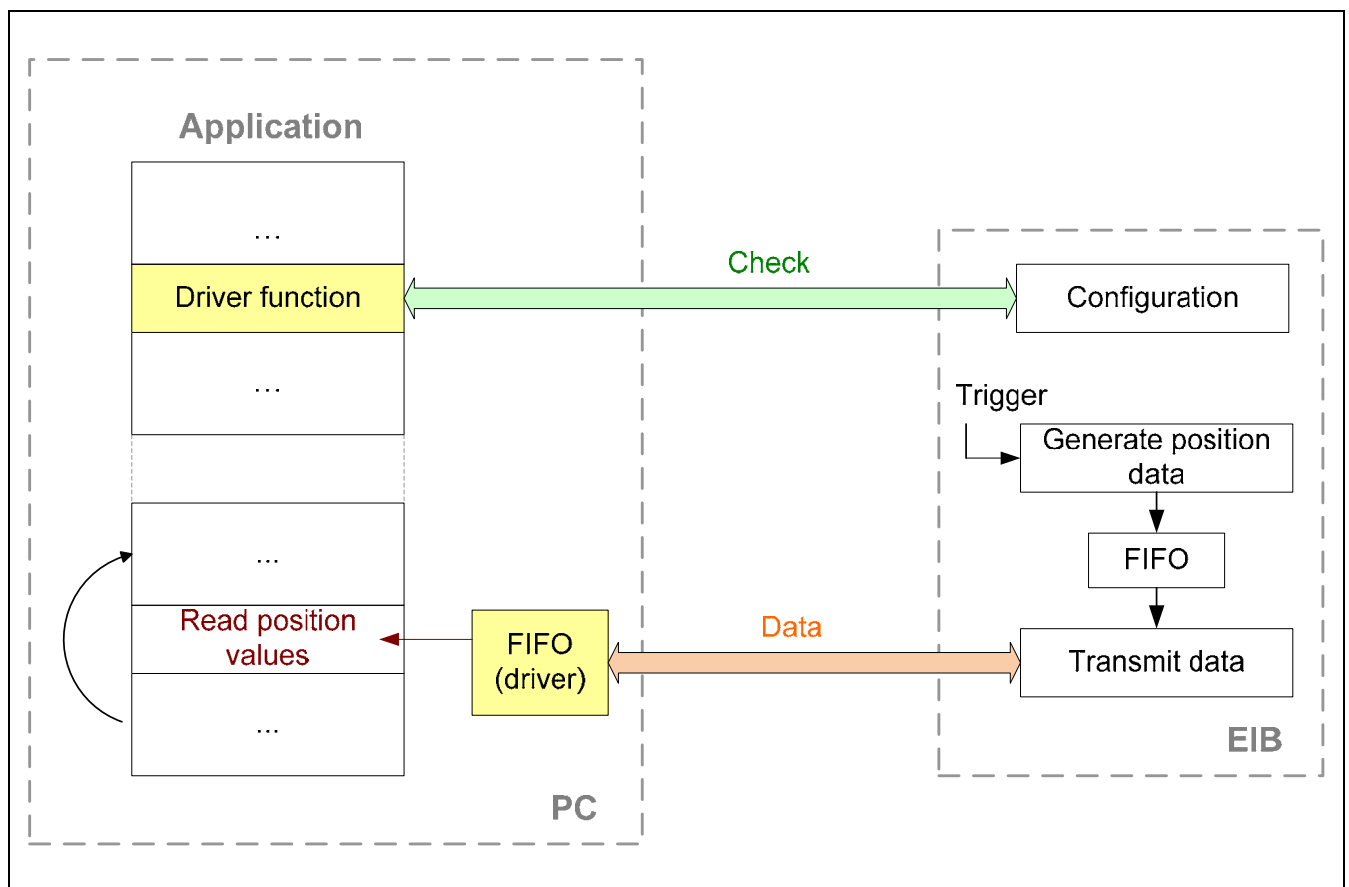 Application
…
Driver function
…
…
Read position
values
…
FIFO
(driver)
PC
Check
Data
Configuration
Trigger
Generate position
data
FIFO
Transmit data
EIB